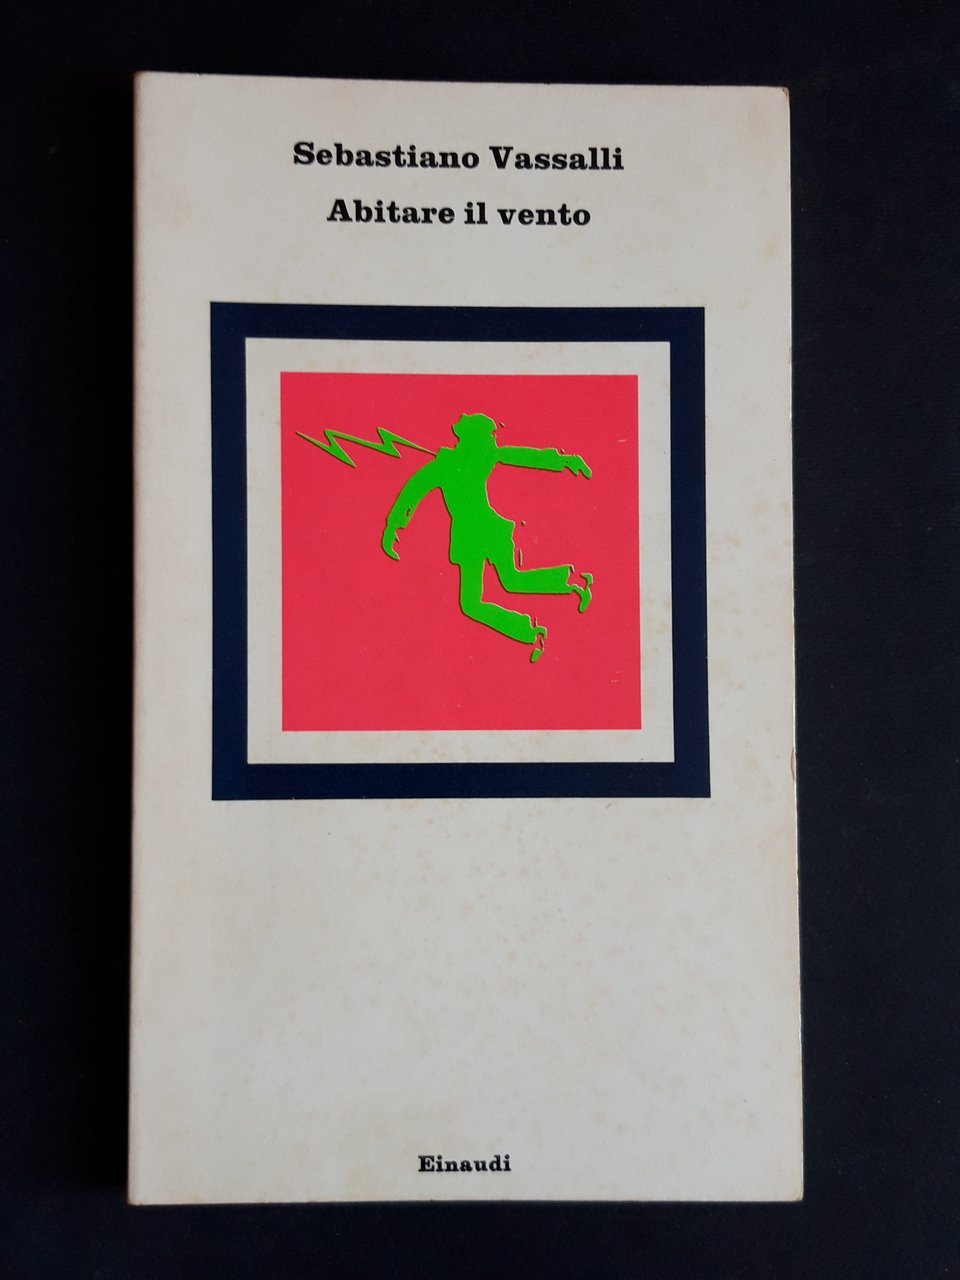 Sebastiano Vassalli
Abitare il vento
Einaudi